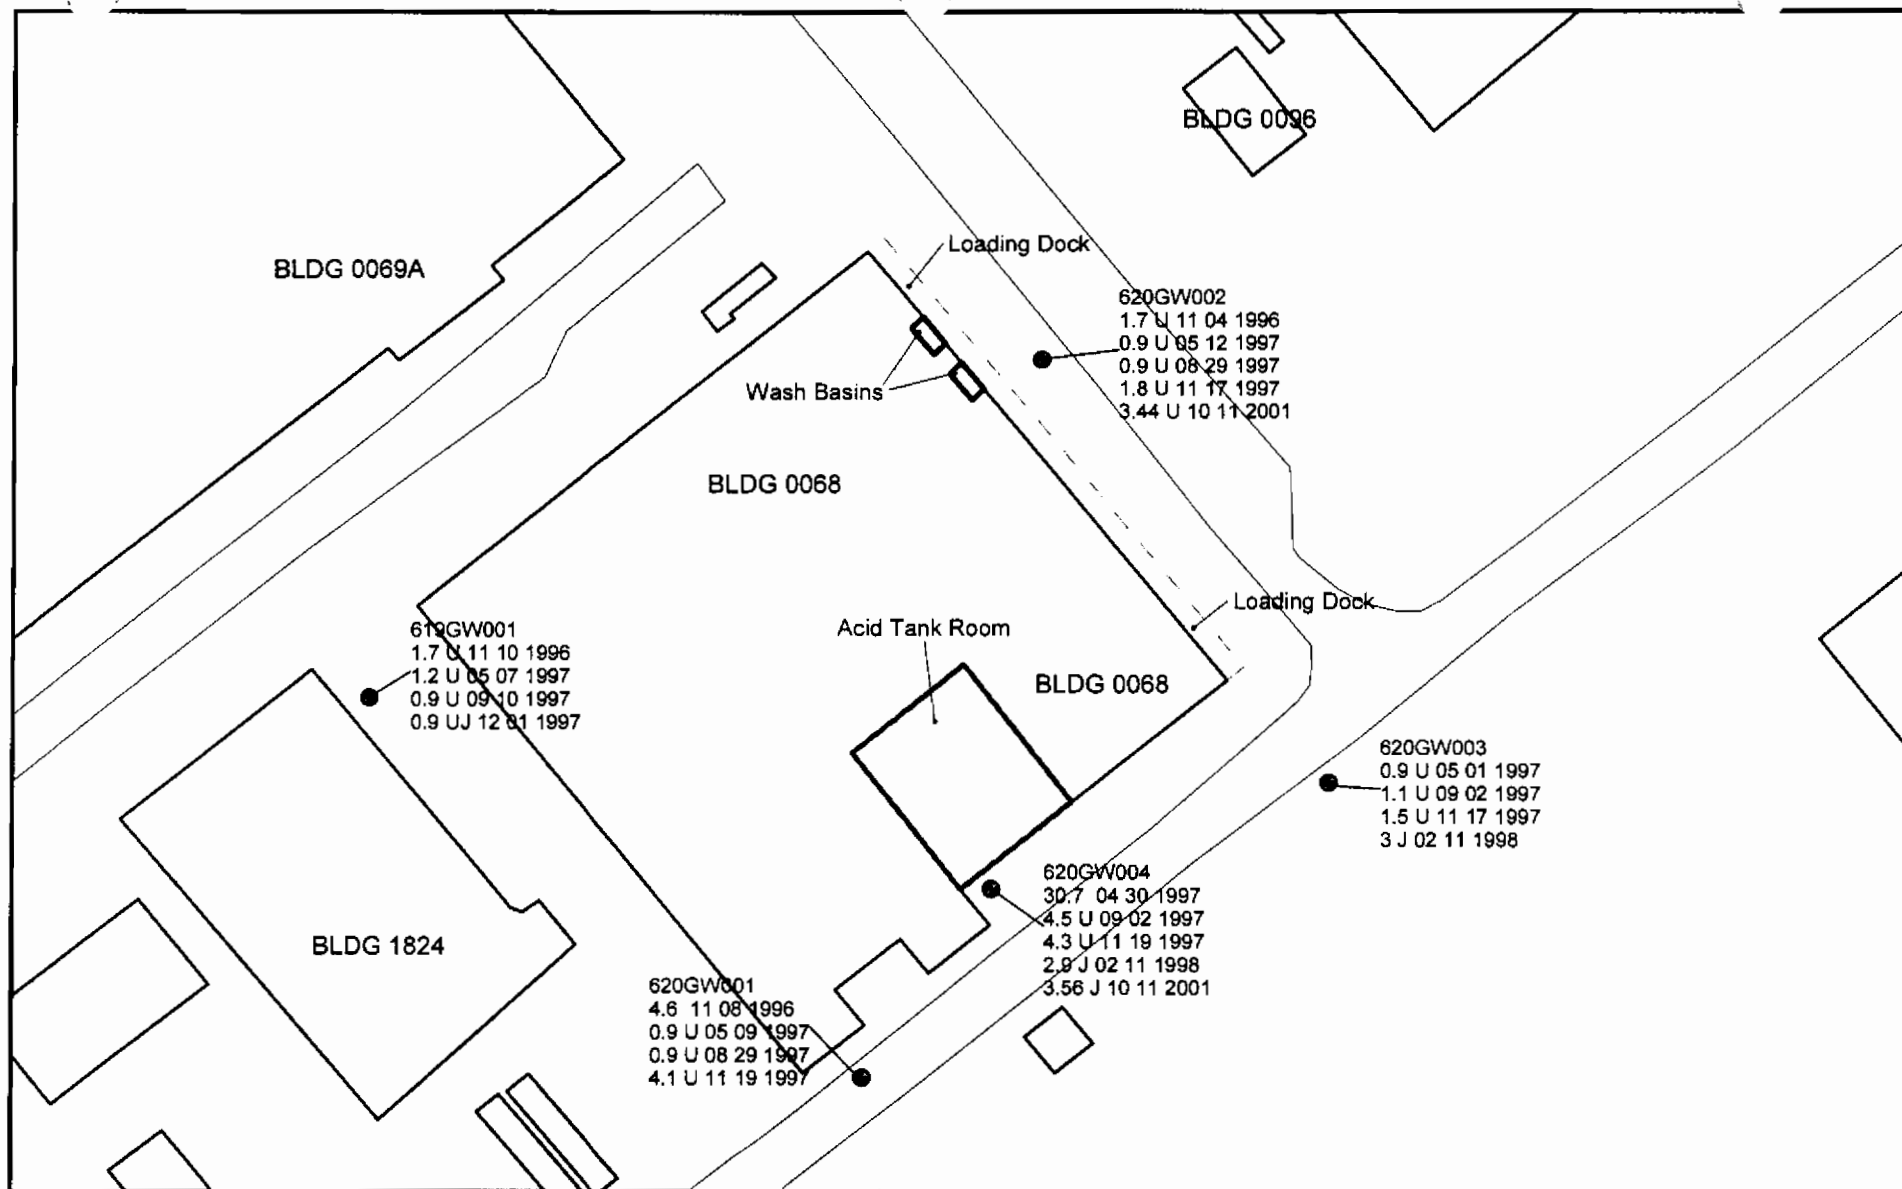 BLDG 0096
Loading Dock
BLDG 0069A
620GW002
1.7 U 11 04 1996
0.9 U 05 12 1997
0.9 U 08 29 1997
1.8 U 11 17 1997
3.44 U 10 11 2001
Wash Basins
BLDG 0068
Loading Dock
Acid Tank Room
619GW001
1.7 U 11 10 1996
1.2 U 05 07 1997
0.9 U 09 10 1997
0.9 UJ 12 01 1997
BLDG 0068
620GW003
0.9 U 05 01 1997
1.1 U 09 02 1997
1.5 U 11 17 1997
3 J 02 11 1998
620GW004
30.7 04 30 1997
4.5 U 09 02 1997
4.3 U 11 19 1997
2.9 J 02 11 1998
3.56 J 10 11 2001
BLDG 1824
620GW001
4.6 11 08 1996
0.9 U 05 09 1997
0.9 U 08 29 1997
4.1 U 11 19 1997